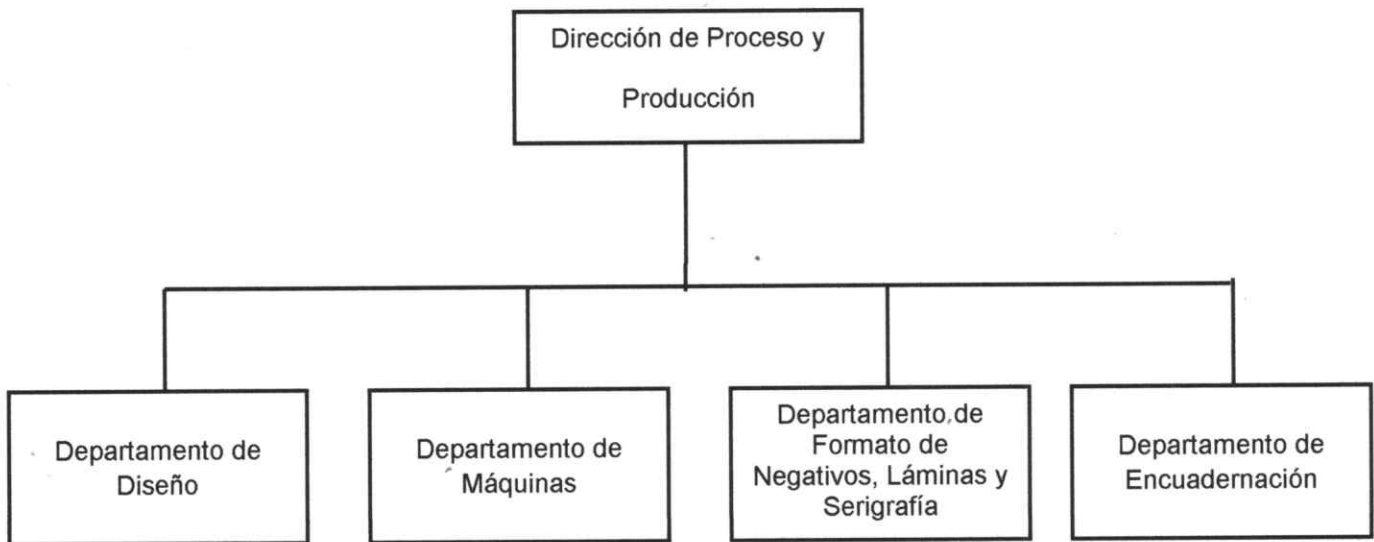 Dirección de Proceso y
Producción
Departamento de
Diseño
Departamento de
Máquinas
Departamento de
Formato de
Negativos, Láminas y
Serigrafía
Departamento de
Encuadernación